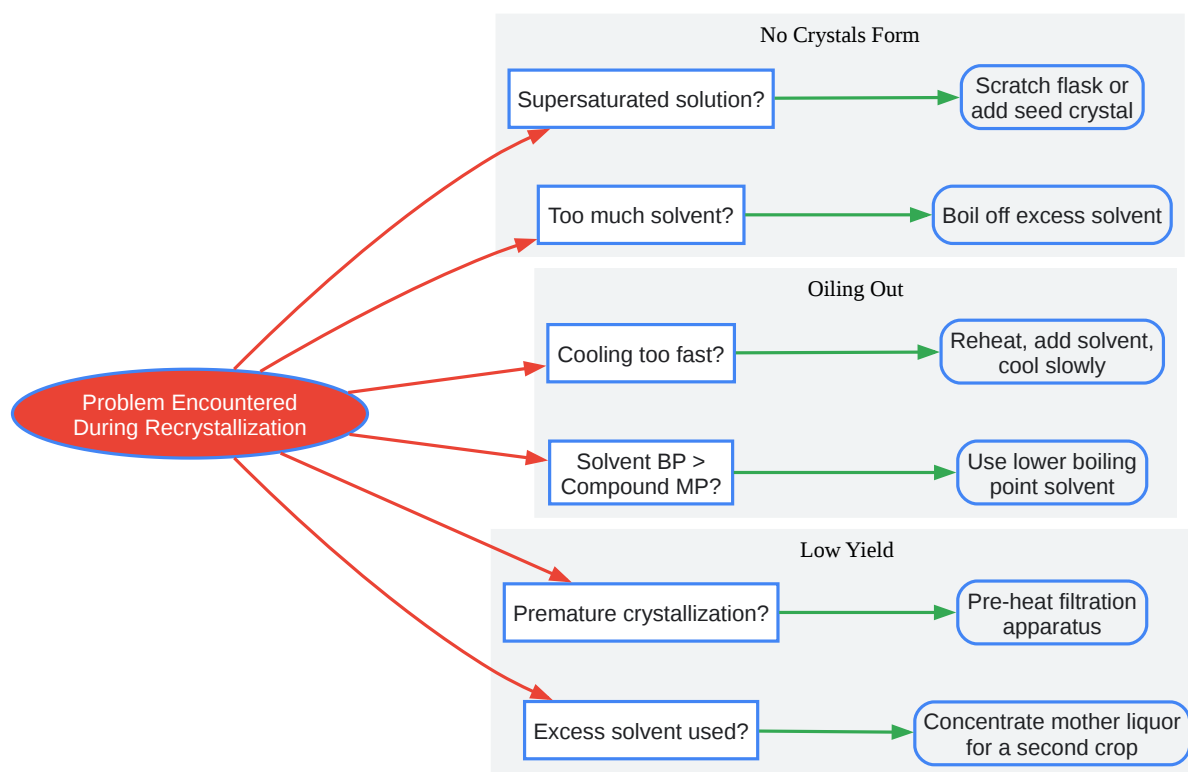 No Crystals Form
Supersaturated solution?
Scratch flask or
add seed crystal
Too much solvent?
Boil off excess solvent
Oiling Out
Cooling too fast?
Reheat, add solvent,
cool slowly
Problem Encountered
During Recrystallization
Solvent BP >
Compound MP?
Use lower boiling
point solvent
Low Yield
Premature crystallization?
Pre-heat filtration
apparatus
Excess solvent used?
Concentrate mother liquor
for a second crop